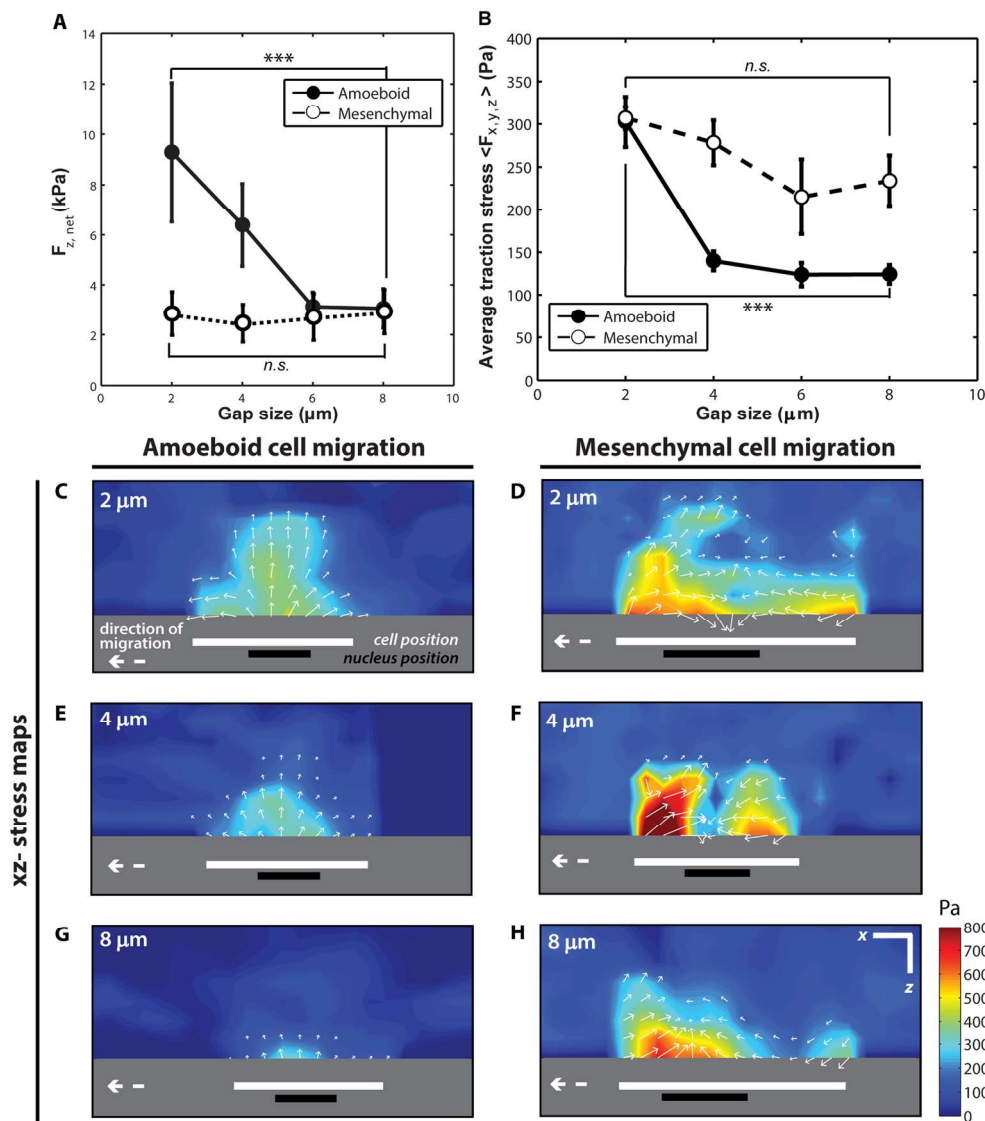 A
*** 
Amoeboid
Mesenchymal
n.s.
F z, net (kPa)
14
12
10
8
6
4
2
0
0 2 4 6 8 10
Gap size (µm)
B
n.s.
Amoeboid
Mesenchymal
***
Average traction stress <F x,y,z> (Pa)
400
350
300
250
200
150
100
50
0
0 2 4 6 8 10
Gap size (µm)
Amoeboid cell migration
Mesenchymal cell migration
xz- stress maps
C
2 µm
direction of
migration
cell position
nucleus position
D
2 µm
E
4 µm
F
4 µm
G
8 µm
H
8 µm
x
z
Pa
800
700
600
500
400
300
200
100
0